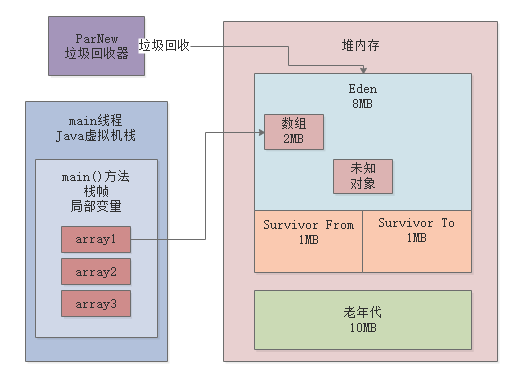 ParNew
垃圾回收器
垃圾回收
堆内存
Eden
8MB
数组
2MB
未知
对象
Survivor From
1MB
Survivor To
1MB
老年代
10MB
main线程
Java虚拟机栈
main()方法
栈帧
局部变量
array1
array2
array3